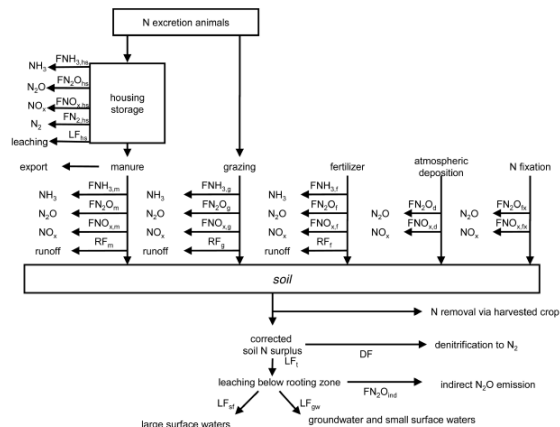 N excretion animals
NH3 FNH3,hs
N2O FN2Ohs
NOx FNOx,hs
N2 FN2,hs
leaching LFhs
housing
storage
export manure grazing fertilizer atmospheric
deposition N fixation
NH3 FNH3,m NH3 FNH3,g NH3 FNH3,f
N2O FN2Om N2O FN2Og N2O FN2Of N2O FN2Od N2O FN2Ofx
NOx FNOx,m NOx FNOx,g NOx FNOx,f NOx FNOx,d NOx FNOx,fx
runoff RFm runoff RFg runoff RFf
soil
N removal via harvested crop
corrected
soil N surplus DF denitrification to N2
LFt
leaching below rooting zone FN2Oind indirect N2O emission
LFsf LFgw
large surface waters groundwater and small surface waters